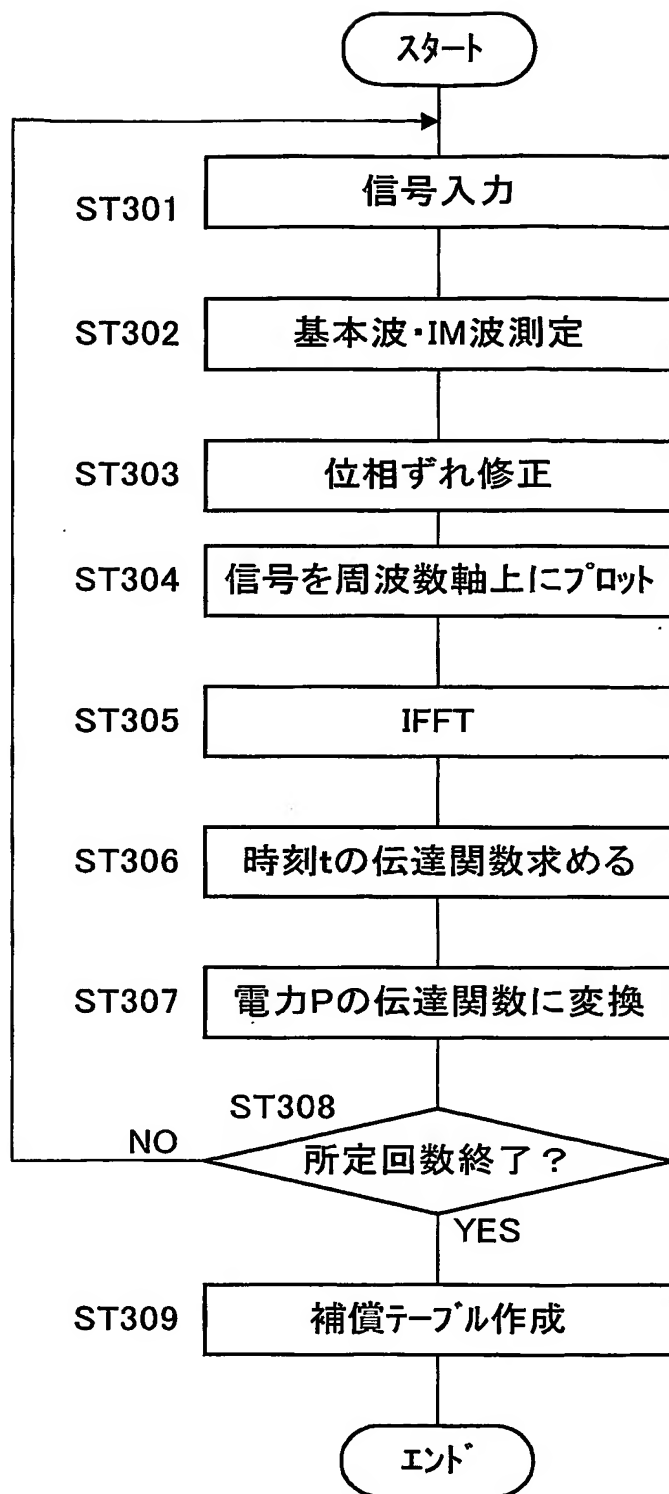 スタート
ST301
信号入力
ST302
基本波・IM波測定
ST303
位相ずれ修正
ST304
信号を周波数軸上にプロット
ST305
IFFT
ST306
時刻tの伝達関数求める
ST307
電力Pの伝達関数に変換
ST308
NO
所定回数終了？
YES
ST309
補償テーブル作成
エンド